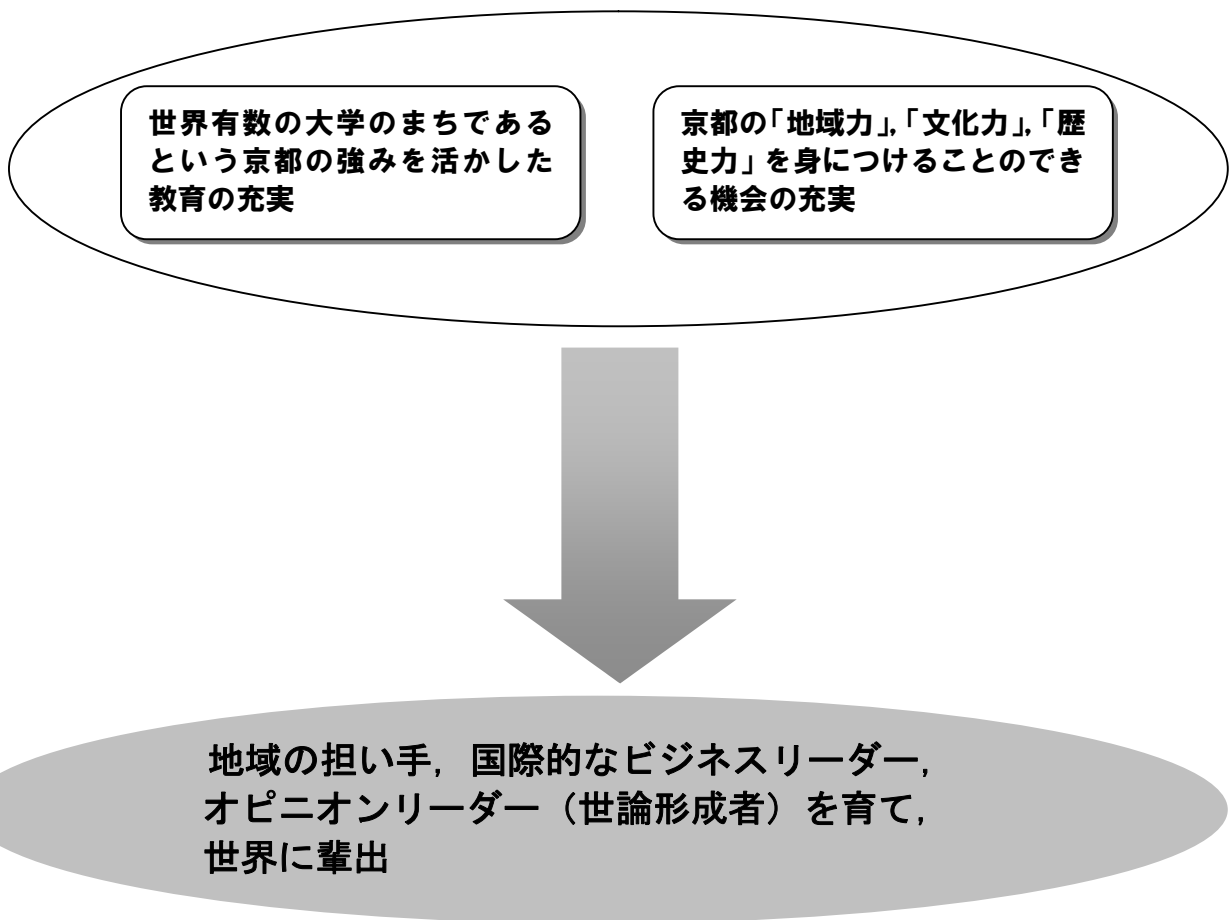 世界有数の大学のまちである
という京都の強みを活かした
教育の充実
京都の「地域力」，「文化力」，「歴
史力」を身につけることのでき
る機会の充実
地域の担い手，国際的なビジネスリーダー，
オピニオンリーダー（世論形成者）を育て，
世界に輩出